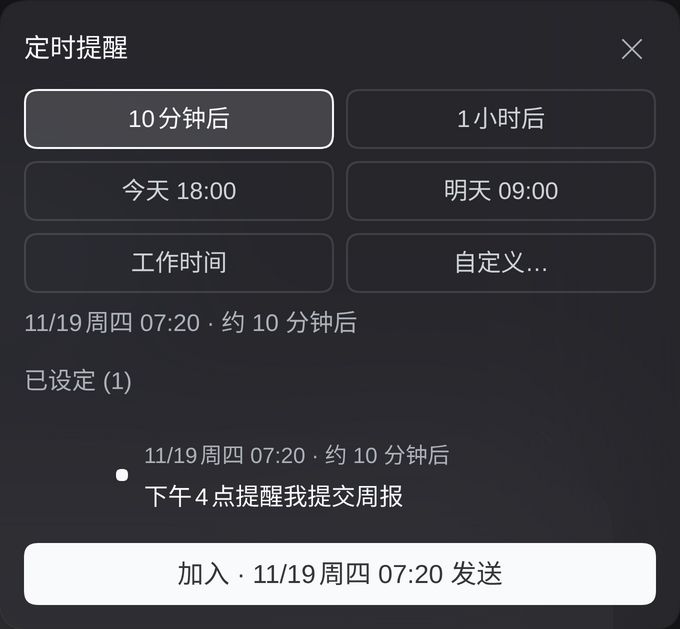 定时提醒
10分钟后
1小时后
今天 18:00
明天 09:00
工作时间
自定义…
11/19周四 07:20 · 约 10 分钟后
已设定 (1)
11/19周四 07:20 · 约 10 分钟后
下午4点提醒我提交周报
加入 · 11/19周四 07:20 发送